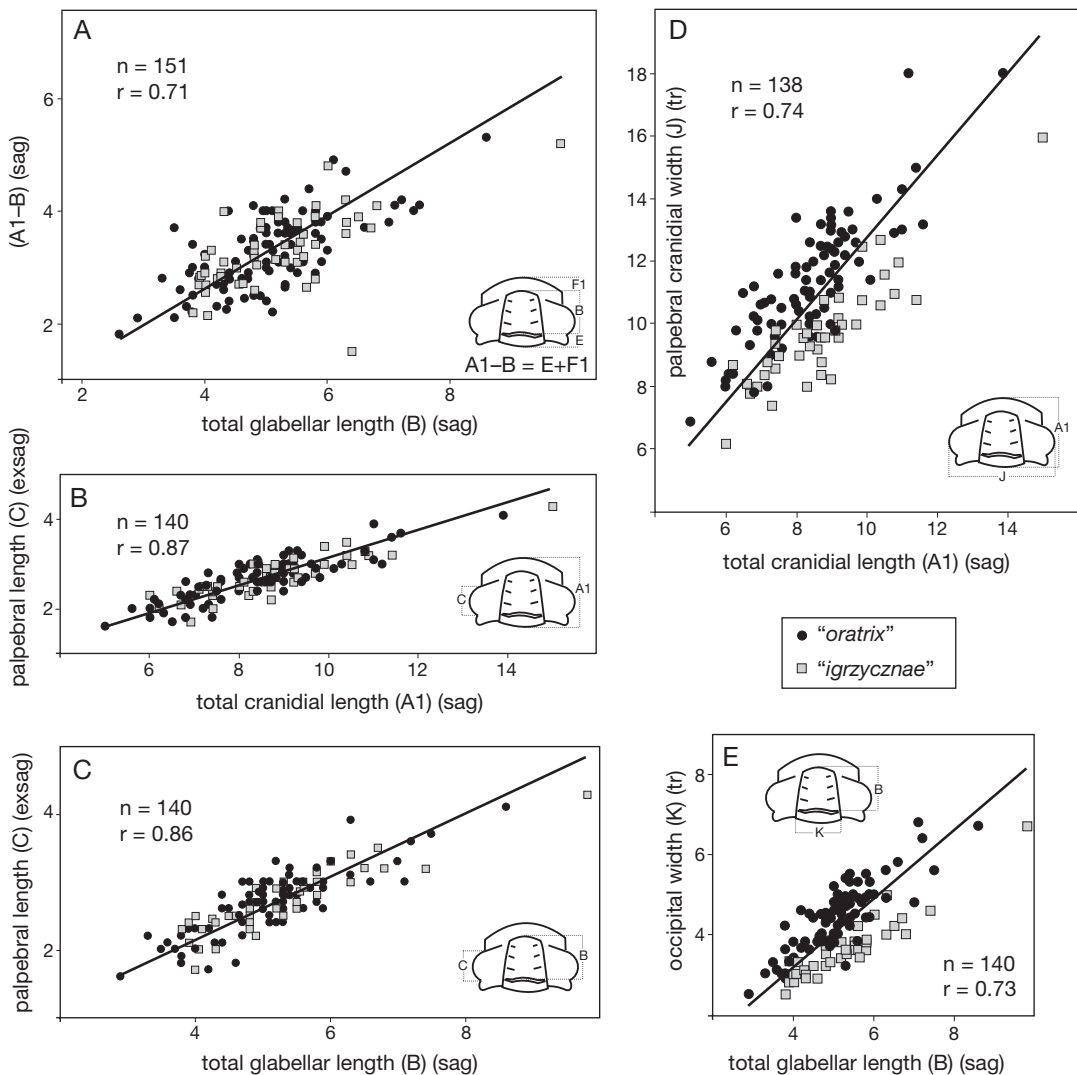 A
n = 151
r = 0.71
(A1–B) (sag)
6
4
2
2
4
6
8
F1
B
E
A1–B = E+F1
total glabellar length (B) (sag)
B
n = 140
r = 0.87
palpebral length (C) (exsag)
4
2
6
8
10
12
14
C
A1
total cranidial length (A1) (sag)
C
n = 140
r = 0.86
palpebral length (C) (exsag)
4
2
4
6
8
C
B
total glabellar length (B) (sag)
D
n = 138
r = 0.74
palpebral cranidial width (J) (tr)
18
16
14
12
10
8
6
6
8
10
12
14
A1
J
total cranidial length (A1) (sag)
"oratrix"
"igrzycznae"
E
n = 140
r = 0.73
occipital width (K) (tr)
8
6
4
4
6
8
B
K
total glabellar length (B) (sag)